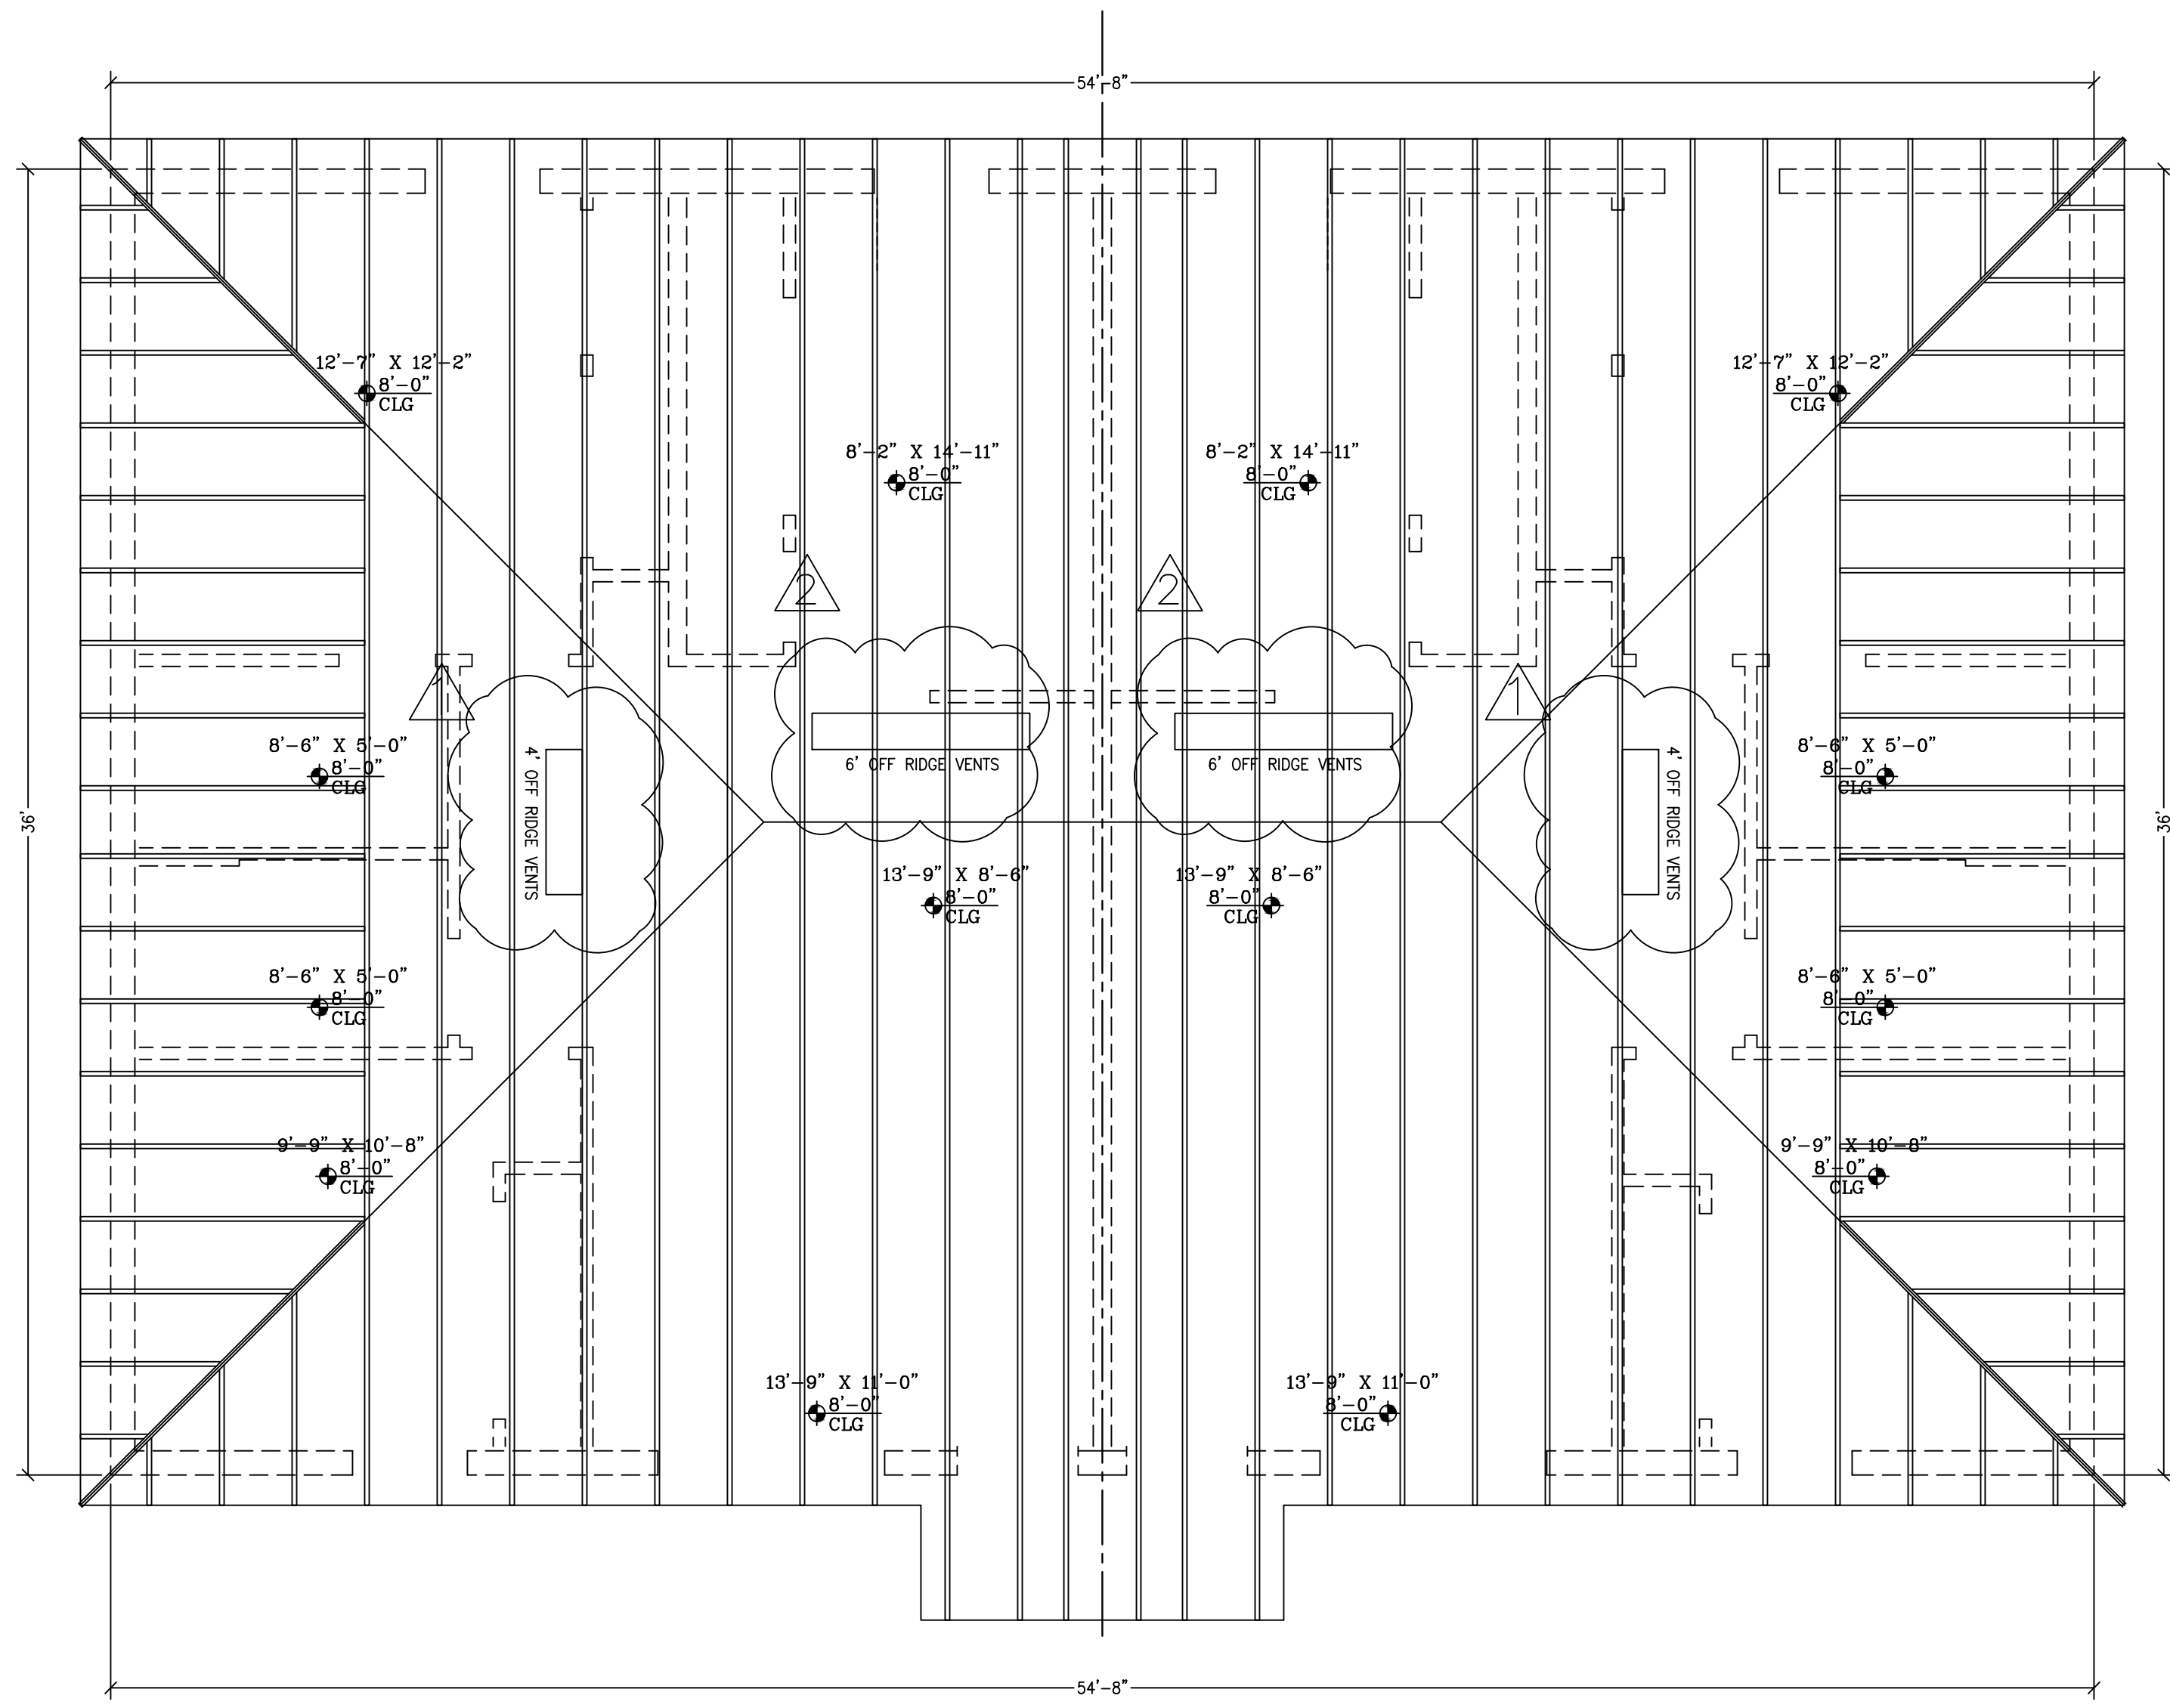 54'-8"
12'-7" X 12'-2"
8'-0"
CLG
12'-7" X 12'-2"
8'-0"
CLG
8'-2" X 14'-11"
8'-0"
CLG
8'-2" X 14'-11"
8'-0"
CLG
2
2
1
1
8'-6" X 5'-0"
8'-0"
CLG
4' OFF RIDGE VENTS
6' OFF RIDGE VENTS
6' OFF RIDGE VENTS
4' OFF RIDGE VENTS
8'-6" X 5'-0"
8'-0"
CLG
36'
36'
13'-9" X 8'-6"
8'-0"
CLG
13'-9" X 8'-6"
8'-0"
CLG
8'-6" X 5'-0"
8'-0"
CLG
8'-6" X 5'-0"
8'-0"
CLG
9'-9" X 10'-8"
8'-0"
CLG
9'-9" X 10'-8"
8'-0"
CLG
13'-9" X 11'-0"
8'-0"
CLG
13'-9" X 11'-0"
8'-0"
CLG
54'-8"